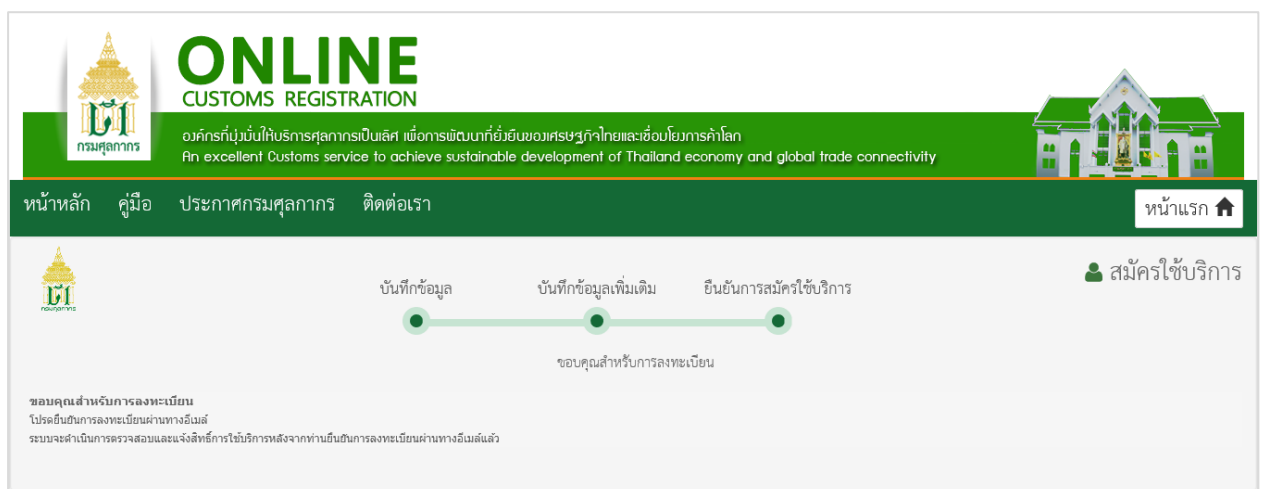 ONLINE
CUSTOMS REGISTRATION
กรมศุลกากร
องค์กรที่มุ่งมั่นให้บริการศุลกากรเป็นเลิศ เพื่อการพัฒนาที่ยั่งยืนของเศรษฐกิจไทยและเชื่อมโยงการค้าโลก
An excellent Customs service to achieve sustainable development of Thailand economy and global trade connectivity
หน้าหลัก คู่มือ ประกาศกรมศุลกากร ติดต่อเรา หน้าแรก
สมัครใช้บริการ
กรมศุลกากร
บันทึกข้อมูล บันทึกข้อมูลเพิ่มเติม ยืนยันการสมัครใช้บริการ
ขอบคุณสำหรับการลงทะเบียน
ขอบคุณสำหรับการลงทะเบียน
โปรดยืนยันการลงทะเบียนผ่านทางอีเมล์
ระบบจะดำเนินการตรวจสอบและแจ้งสิทธิ์การใช้บริการหลังจากท่านยืนยันการลงทะเบียนผ่านทางอีเมล์แล้ว